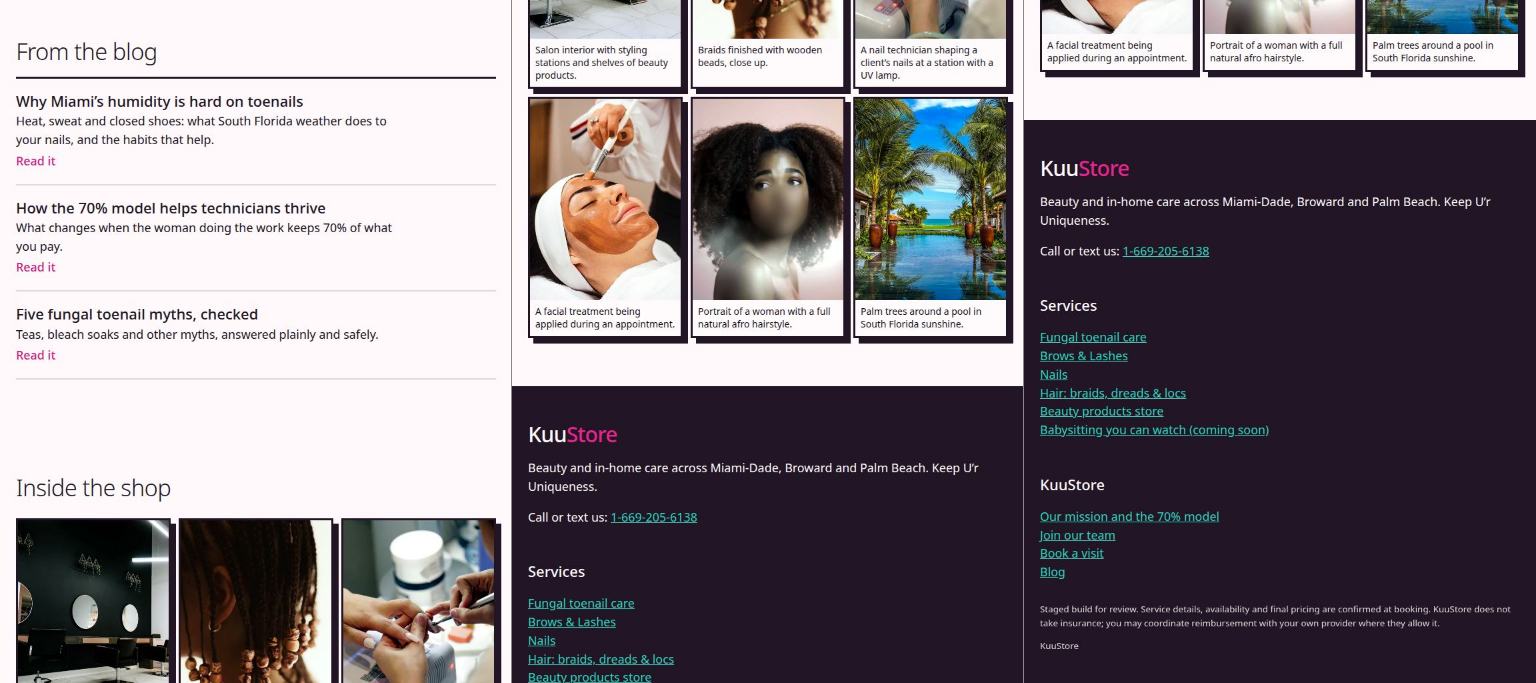 From the blog
Why Miami’s humidity is hard on toenails
Heat, sweat and closed shoes: what South Florida weather does to
your nails, and the habits that help.
Read it
How the 70% model helps technicians thrive
What changes when the woman doing the work keeps 70% of what
you pay.
Read it
Five fungal toenail myths, checked
Teas, bleach soaks and other myths, answered plainly and safely.
Read it
Inside the shop
Salon interior with styling
stations and shelves of beauty
products.
Braids finished with wooden
beads, close up.
A nail technician shaping a
client's nails at a station with a
UV lamp.
A facial treatment being
applied during an appointment.
Portrait of a woman with a full
natural afro hairstyle.
Palm trees around a pool in
South Florida sunshine.
KuuStore
Beauty and in-home care across Miami-Dade, Broward and Palm Beach. Keep U’r
Uniqueness.
Call or text us: 1-669-205-6138
Services
Fungal toenail care
Brows & Lashes
Nails
Hair: braids, dreads & locs
Beauty products store
A facial treatment being
applied during an appointment.
Portrait of a woman with a full
natural afro hairstyle.
Palm trees around a pool in
South Florida sunshine.
KuuStore
Beauty and in-home care across Miami-Dade, Broward and Palm Beach. Keep U’r
Uniqueness.
Call or text us: 1-669-205-6138
Services
Fungal toenail care
Brows & Lashes
Nails
Hair: braids, dreads & locs
Beauty products store
Babysitting you can watch (coming soon)
KuuStore
Our mission and the 70% model
Join our team
Book a visit
Blog
Staged build for review. Service details, availability and final pricing are confirmed at booking. KuuStore does not
take insurance; you may coordinate reimbursement with your own provider where they allow it.
KuuStore